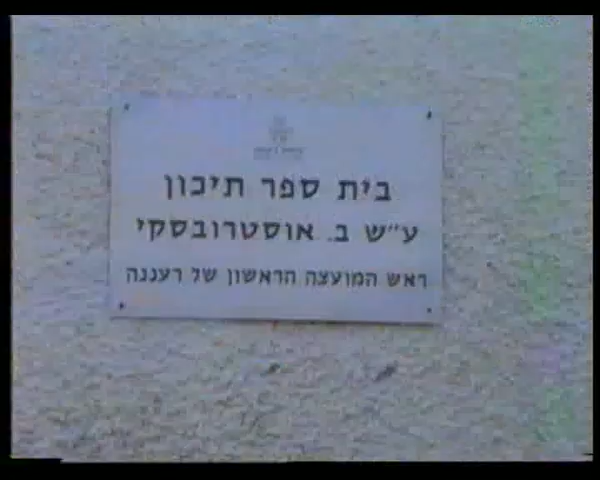 בית ספר תיכון
ע"ש ב. אוסטרובסקי
ראש המועצה הראשון של רעננה